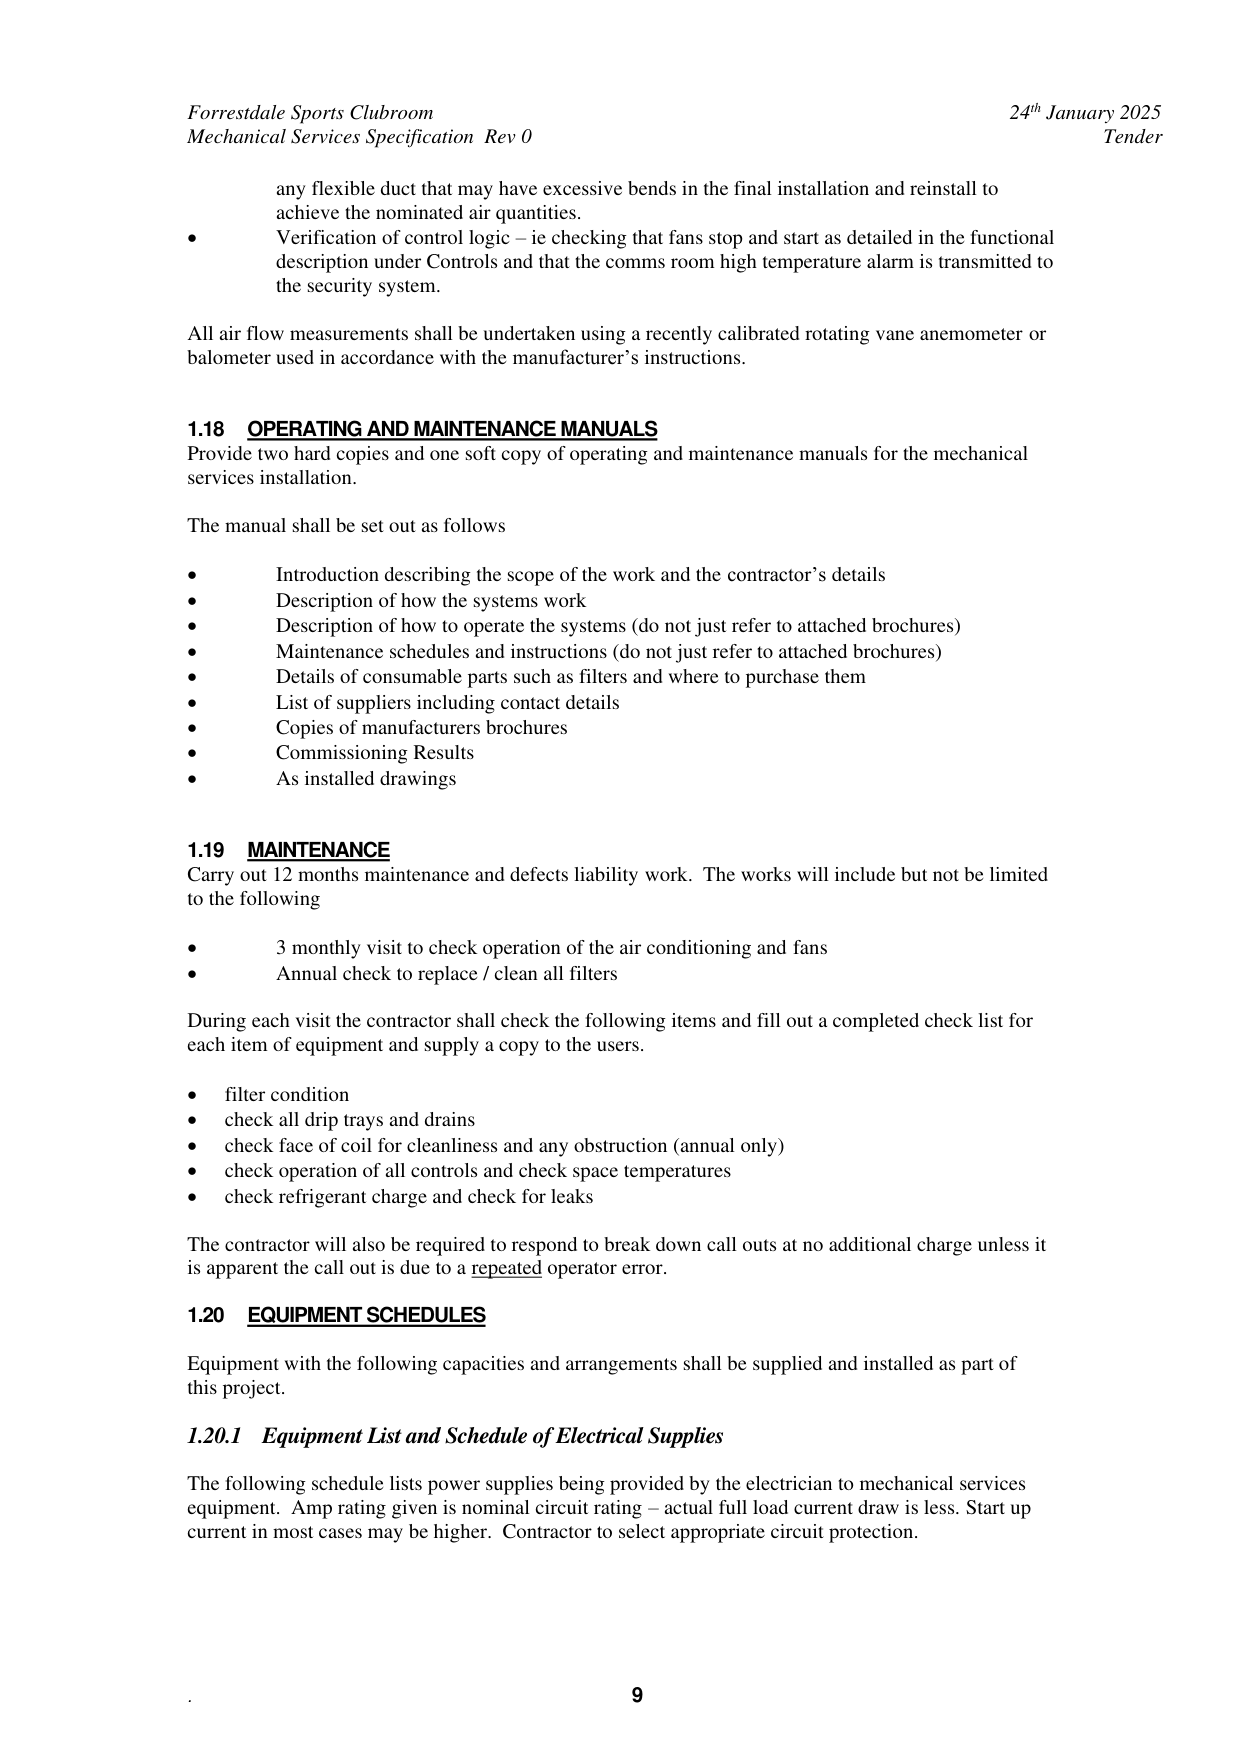 Forrestdale Sports Clubroom 24th January 2025
Mechanical Services Specification Rev 0 Tender
any flexible duct that may have excessive bends in the final installation and reinstall to
achieve the nominated air quantities.
• Verification of control logic – ie checking that fans stop and start as detailed in the functional
description under Controls and that the comms room high temperature alarm is transmitted to
the security system.
All air flow measurements shall be undertaken using a recently calibrated rotating vane anemometer or
balometer used in accordance with the manufacturer’s instructions.
1.18 OPERATING AND MAINTENANCE MANUALS
Provide two hard copies and one soft copy of operating and maintenance manuals for the mechanical
services installation.
The manual shall be set out as follows
• Introduction describing the scope of the work and the contractor’s details
• Description of how the systems work
• Description of how to operate the systems (do not just refer to attached brochures)
• Maintenance schedules and instructions (do not just refer to attached brochures)
• Details of consumable parts such as filters and where to purchase them
• List of suppliers including contact details
• Copies of manufacturers brochures
• Commissioning Results
• As installed drawings
1.19 MAINTENANCE
Carry out 12 months maintenance and defects liability work. The works will include but not be limited
to the following
• 3 monthly visit to check operation of the air conditioning and fans
• Annual check to replace / clean all filters
During each visit the contractor shall check the following items and fill out a completed check list for
each item of equipment and supply a copy to the users.
• filter condition
• check all drip trays and drains
• check face of coil for cleanliness and any obstruction (annual only)
• check operation of all controls and check space temperatures
• check refrigerant charge and check for leaks
The contractor will also be required to respond to break down call outs at no additional charge unless it
is apparent the call out is due to a repeated operator error.
1.20 EQUIPMENT SCHEDULES
Equipment with the following capacities and arrangements shall be supplied and installed as part of
this project.
1.20.1 Equipment List and Schedule of Electrical Supplies
The following schedule lists power supplies being provided by the electrician to mechanical services
equipment. Amp rating given is nominal circuit rating – actual full load current draw is less. Start up
current in most cases may be higher. Contractor to select appropriate circuit protection.
. 9